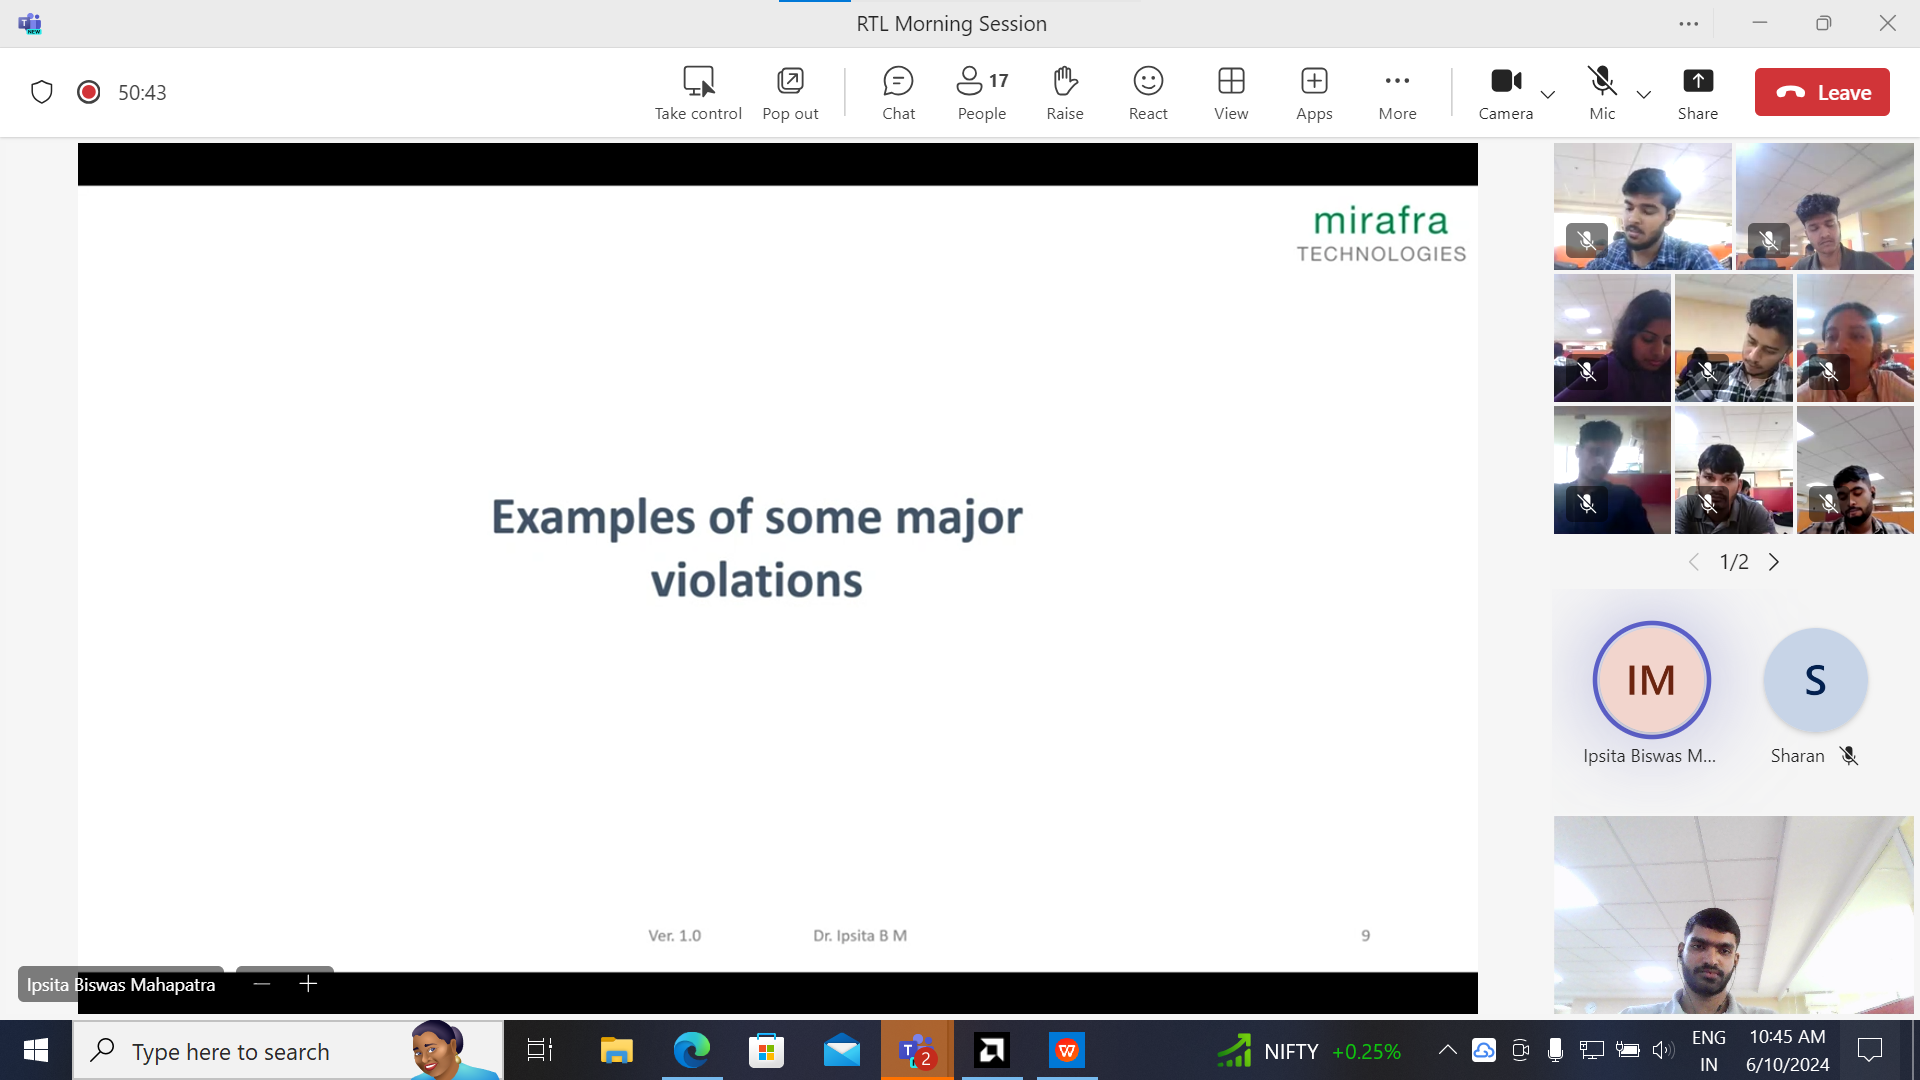 RTL Morning Session
50:43
Take control
Pop out
Chat
17
People
Raise
React
View
Apps
More
Camera
Mic
Share
Leave
mirafra
TECHNOLOGIES
Examples of some major
violations
Ver. 1.0
Dr. Ipsita B M
9
Ipsita Biswas Mahapatra
1/2
IM
Ipsita Biswas M...
S
Sharan
Type here to search
NEW
T
2
W
NIFTY +0.25%
ENG
IN
10:45 AM
6/10/2024